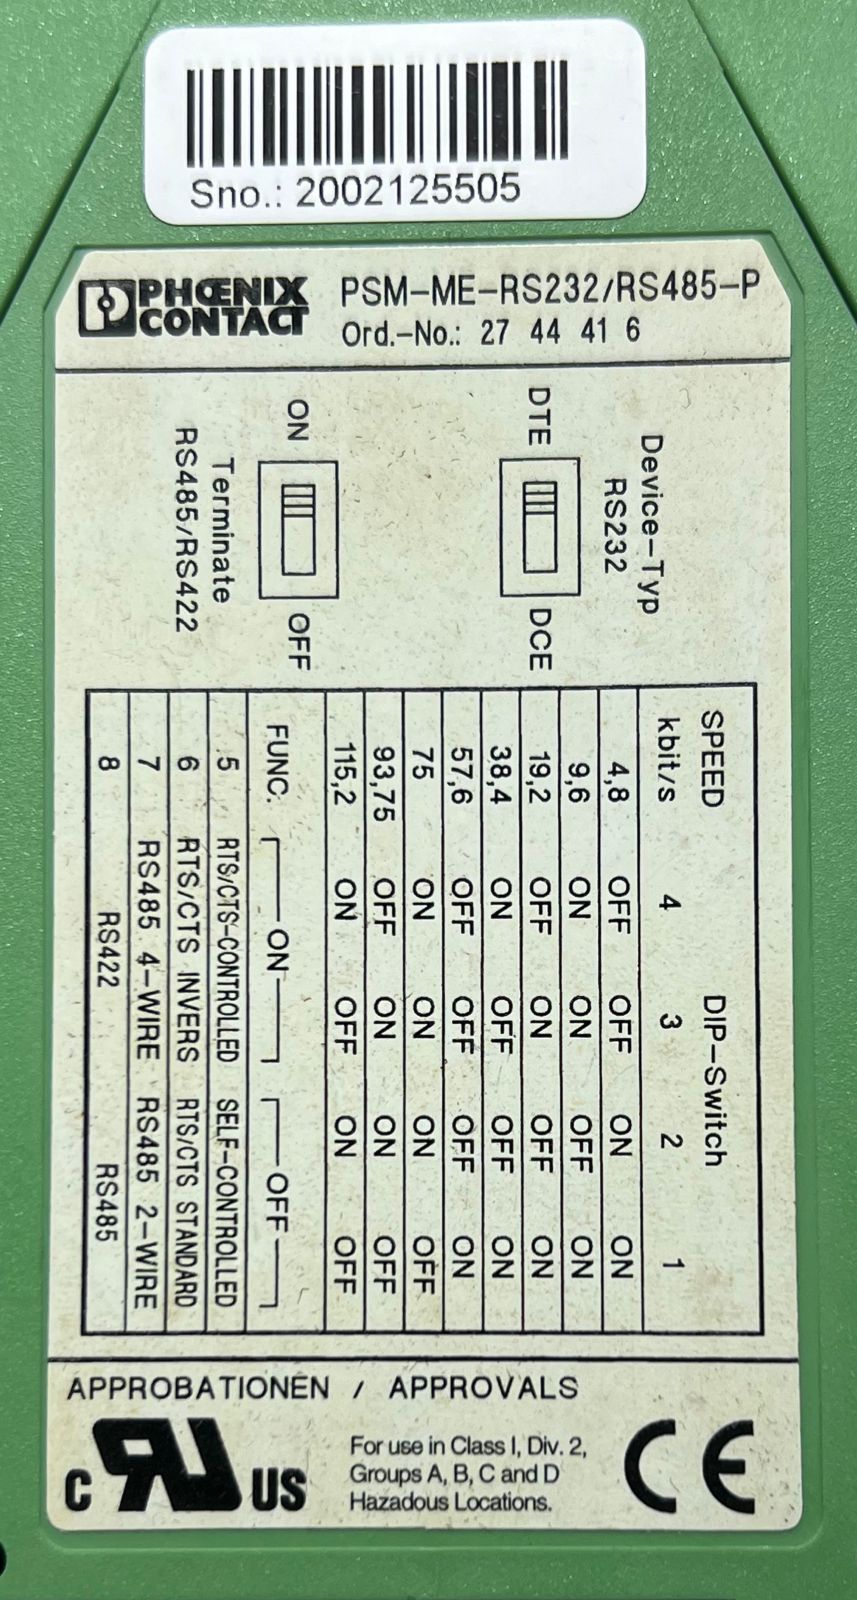 Sno.: 2002125505
PHŒNIX
CONTACT
PSM-ME-RS232/RS485-P
Ord.-No.: 27 44 41 6
Device-Typ
RS232
DTE DCE
ON OFF
Terminate
RS485/RS422
SPEED DIP-Switch
kbit/s 4 3 2 1
4,8 OFF OFF ON ON
9,6 ON ON OFF ON
19,2 OFF ON OFF ON
38,4 ON OFF OFF ON
57,6 OFF OFF OFF ON
75 ON ON ON OFF
93,75 OFF ON ON OFF
115,2 ON OFF ON OFF
FUNC. ON OFF
5 RTS/CTS-CONTROLLED SELF-CONTROLLED
6 RTS/CTS INVERS RTS/CTS STANDARD
7 RS485 4-WIRE RS485 2-WIRE
8 RS422 RS485
APPROBATIONEN / APPROVALS
C RU US
For use in Class I, Div. 2,
Groups A, B, C and D
Hazadous Locations.
CE